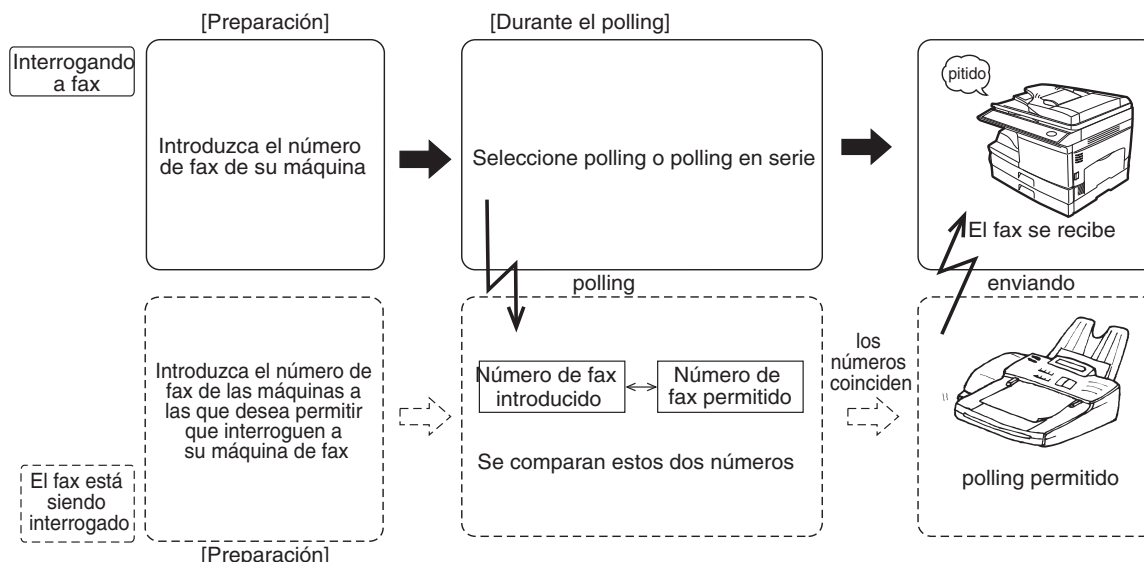 [Preparación]
[Durante el polling]
Interrogando
a fax
Introduzca el número
de fax de su máquina
Seleccione polling o polling en serie
pitido
El fax se recibe
polling
enviando
Introduzca el número de
fax de las máquinas a
las que desea permitir
que interroguen a
su máquina de fax
Número de fax
introducido
Número de
fax permitido
Se comparan estos dos números
los
números
coinciden
polling permitido
El fax está
siendo
interrogado
[Preparación]